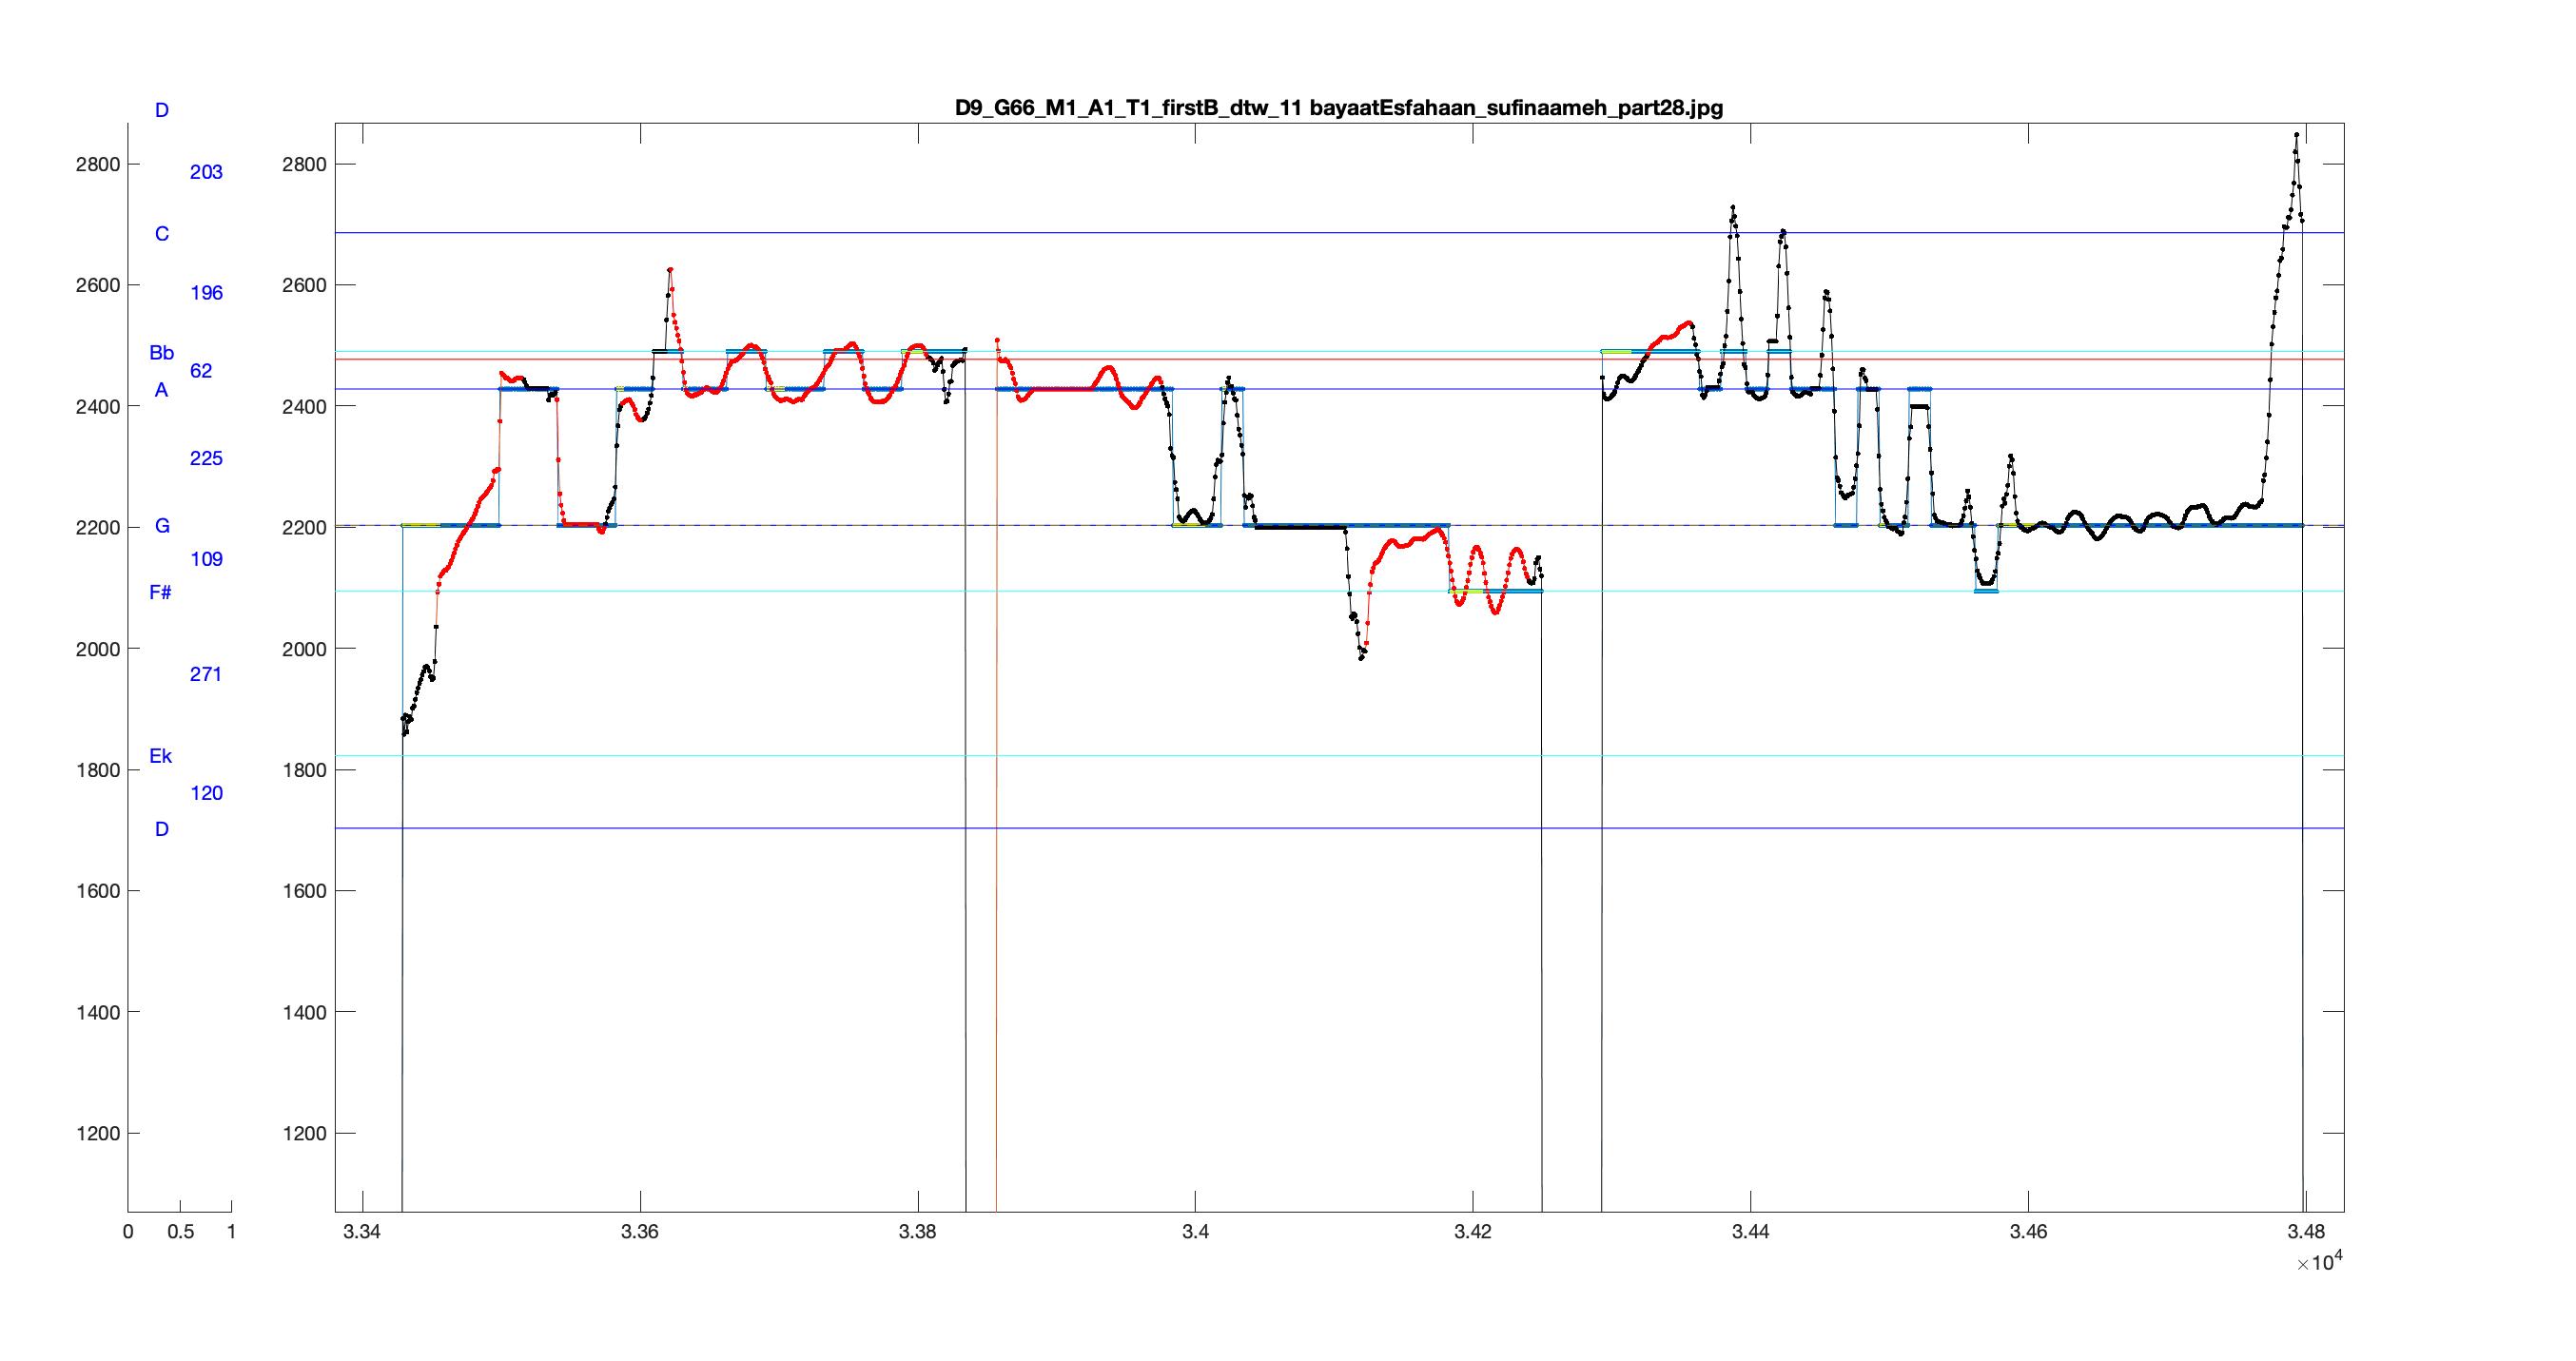 D9_G66_M1_A1_T1_firstB_dtw_11 bayaatEsfahaan_sufinaameh_part28.jpg
D
2800
203
2800
C
2600
196
2600
Bb
62
A
2400
2400
225
2200
G
2200
109
F#
2000
2000
271
Ek
1800
1800
120
D
1600
1600
1400
1400
1200
1200
0 0.5 1
3.34 3.36 3.38 3.4 3.42 3.44 3.46 3.48
×10^4